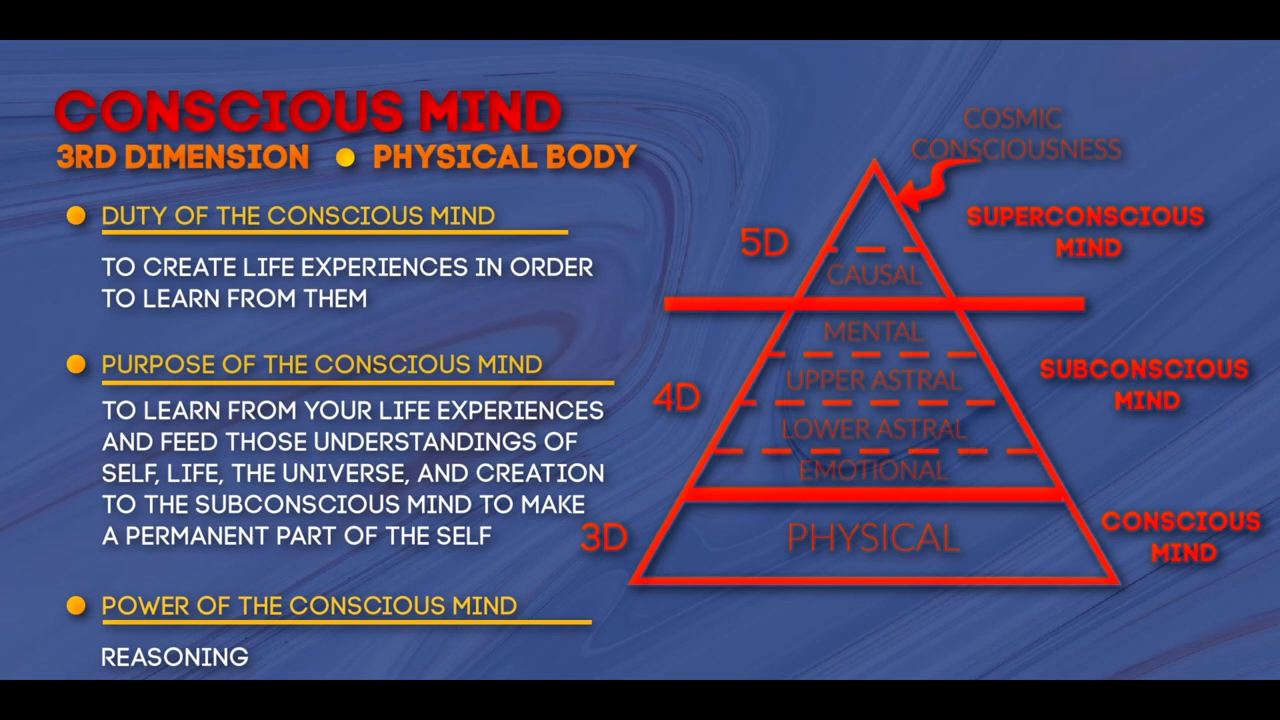 CONSCIOUS MIND
3RD DIMENSION ● PHYSICAL BODY
● DUTY OF THE CONSCIOUS MIND
TO CREATE LIFE EXPERIENCES IN ORDER
TO LEARN FROM THEM
● PURPOSE OF THE CONSCIOUS MIND
TO LEARN FROM YOUR LIFE EXPERIENCES
AND FEED THOSE UNDERSTANDINGS OF
SELF, LIFE, THE UNIVERSE, AND CREATION
TO THE SUBCONSCIOUS MIND TO MAKE
A PERMANENT PART OF THE SELF
● POWER OF THE CONSCIOUS MIND
REASONING
COSMIC
CONSCIOUSNESS
SUPERCONSCIOUS
MIND
5D
CAUSAL
MENTAL
UPPER ASTRAL
SUBCONSCIOUS
MIND
4D
LOWER ASTRAL
EMOTIONAL
3D
PHYSICAL
CONSCIOUS
MIND